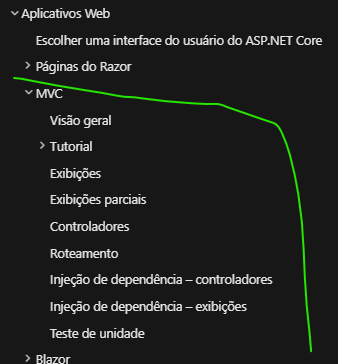 Aplicativos Web
Escolher uma interface do usuário do ASP.NET Core
Páginas do Razor
MVC
Visão geral
Tutorial
Exibições
Exibições parciais
Controladores
Roteamento
Injeção de dependência – controladores
Injeção de dependência – exibições
Teste de unidade
Blazor